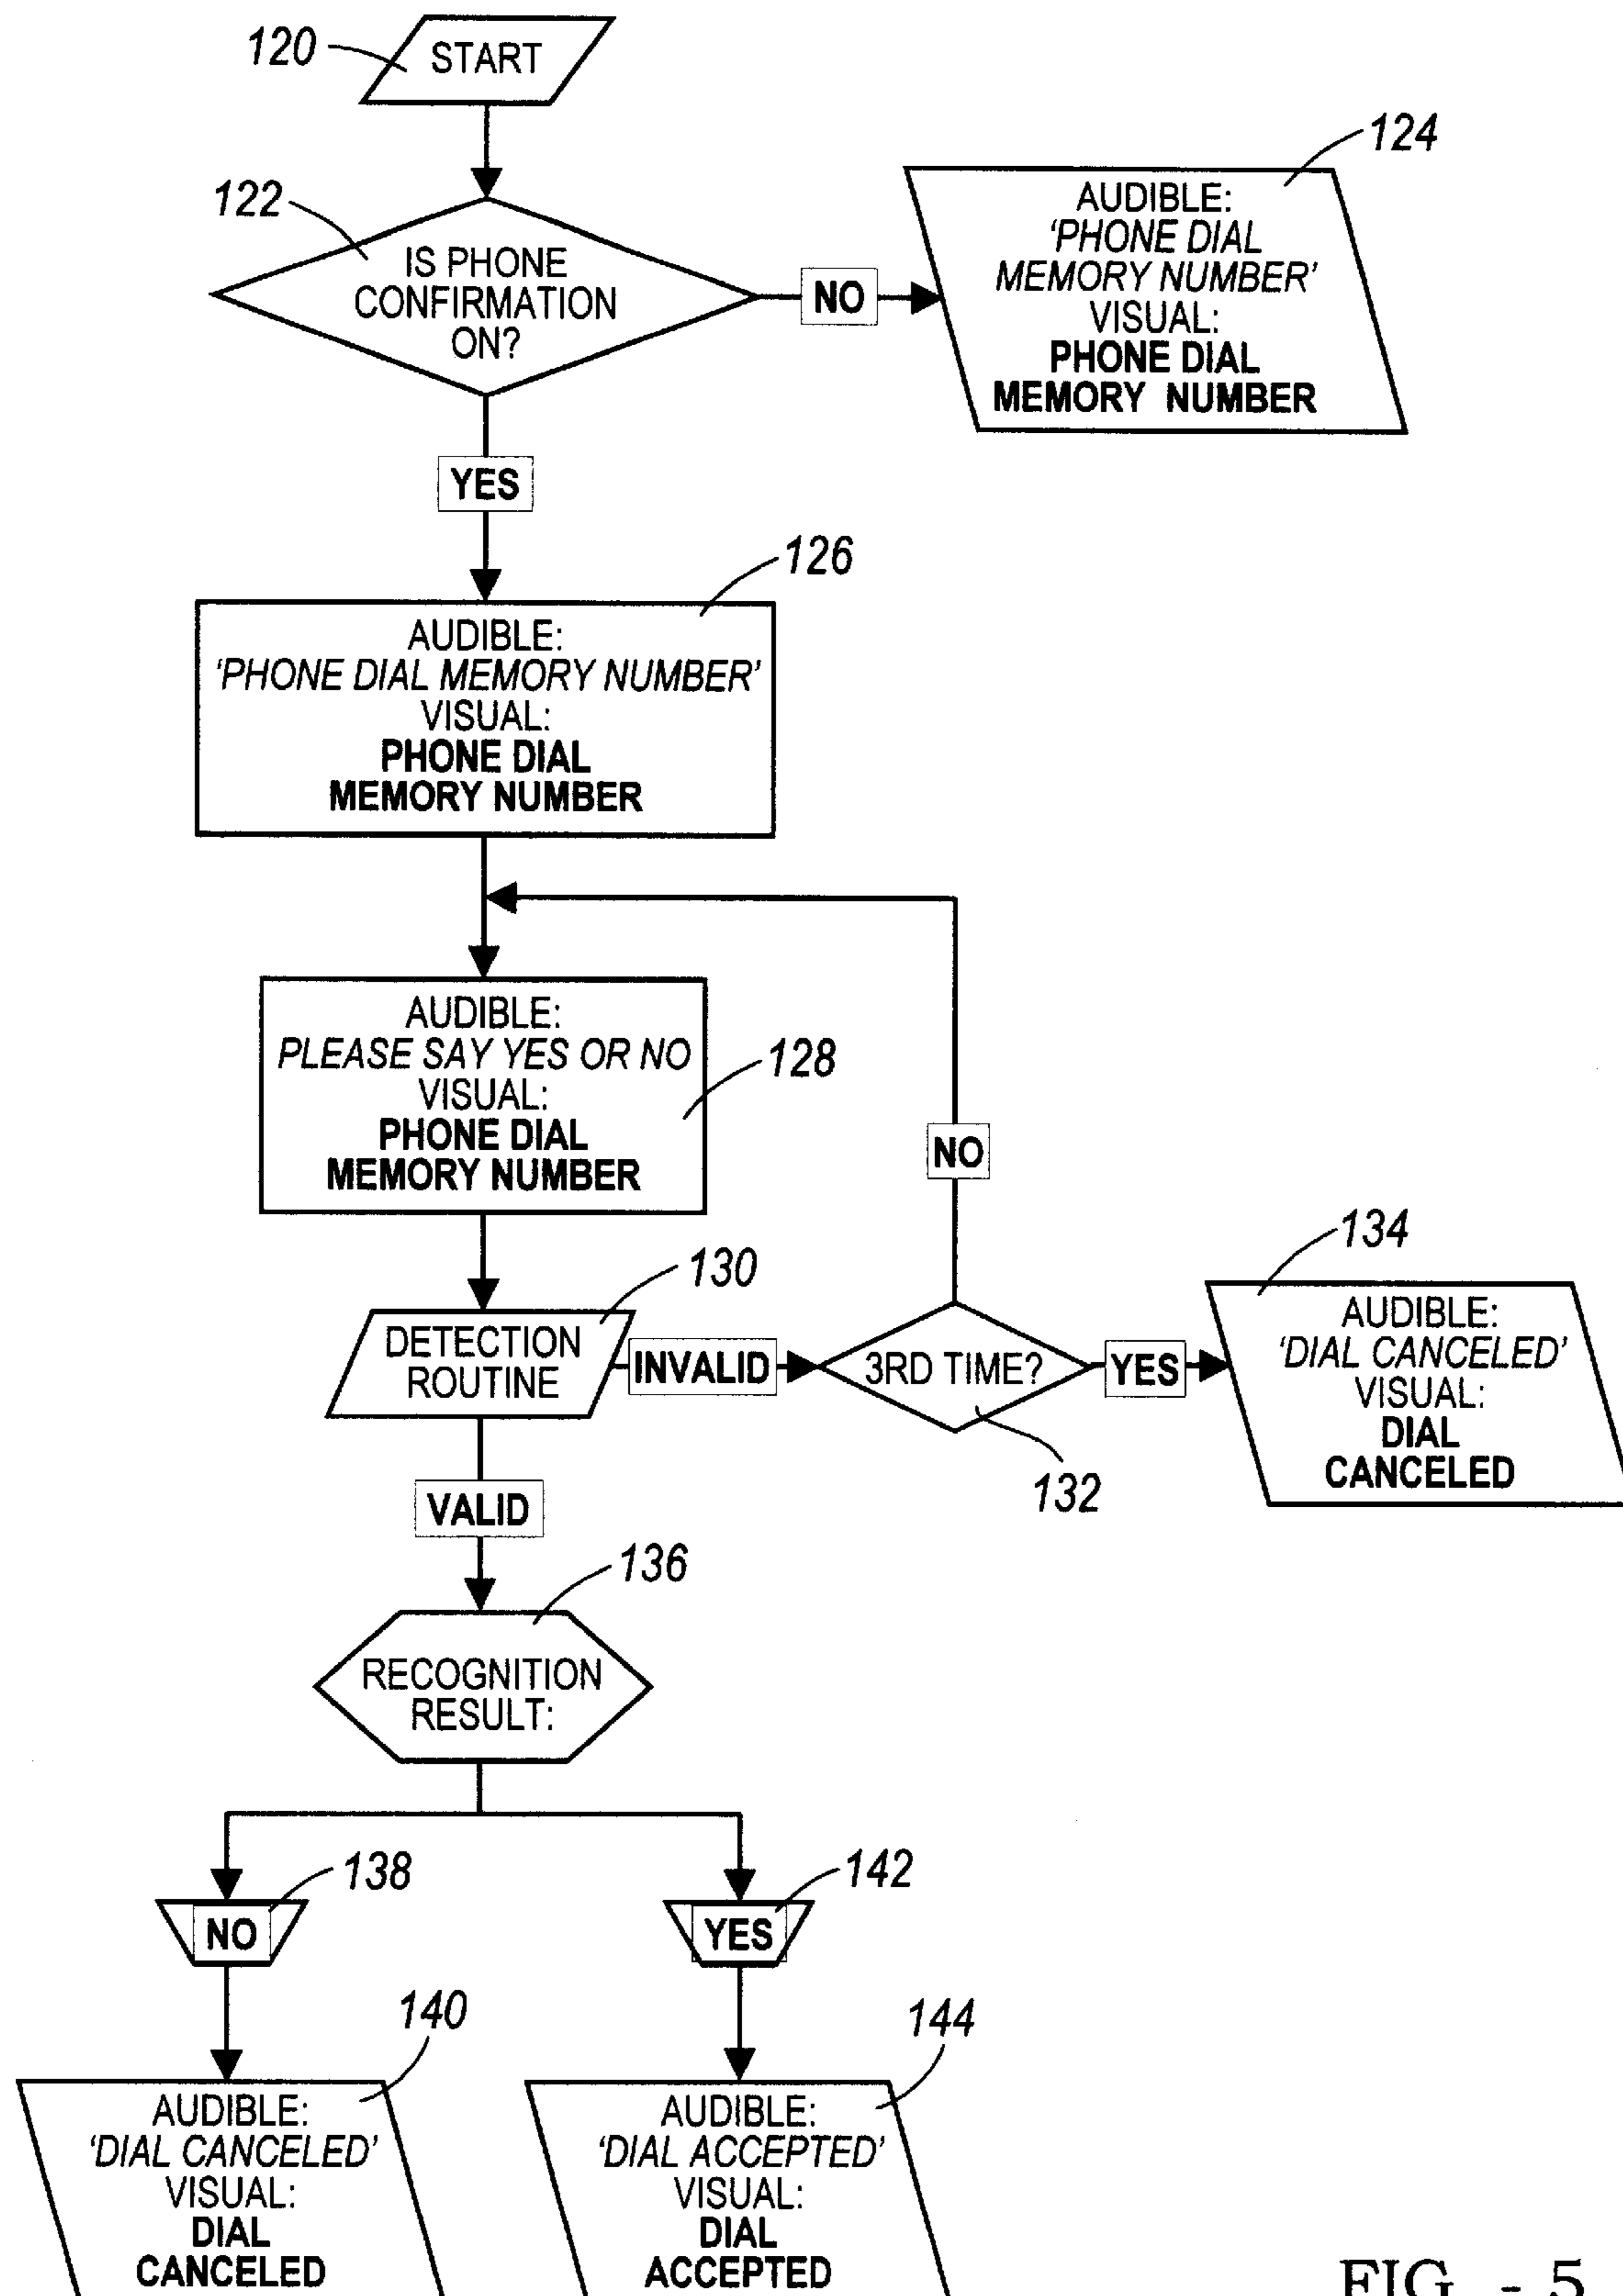 120
START
122
IS PHONE
CONFIRMATION
ON?
NO
124
AUDIBLE:
'PHONE DIAL
MEMORY NUMBER'
VISUAL:
PHONE DIAL
MEMORY NUMBER
YES
126
AUDIBLE:
'PHONE DIAL MEMORY NUMBER'
VISUAL:
PHONE DIAL
MEMORY NUMBER
AUDIBLE:
PLEASE SAY YES OR NO
VISUAL:
PHONE DIAL
MEMORY NUMBER
128
NO
130
DETECTION
ROUTINE
INVALID
3RD TIME?
132
YES
134
AUDIBLE:
'DIAL CANCELED'
VISUAL:
DIAL
CANCELED
VALID
136
RECOGNITION
RESULT:
138
NO
142
YES
140
AUDIBLE:
'DIAL CANCELED'
VISUAL:
DIAL
CANCELED
144
AUDIBLE:
'DIAL ACCEPTED'
VISUAL:
DIAL
ACCEPTED
FIG. - 5